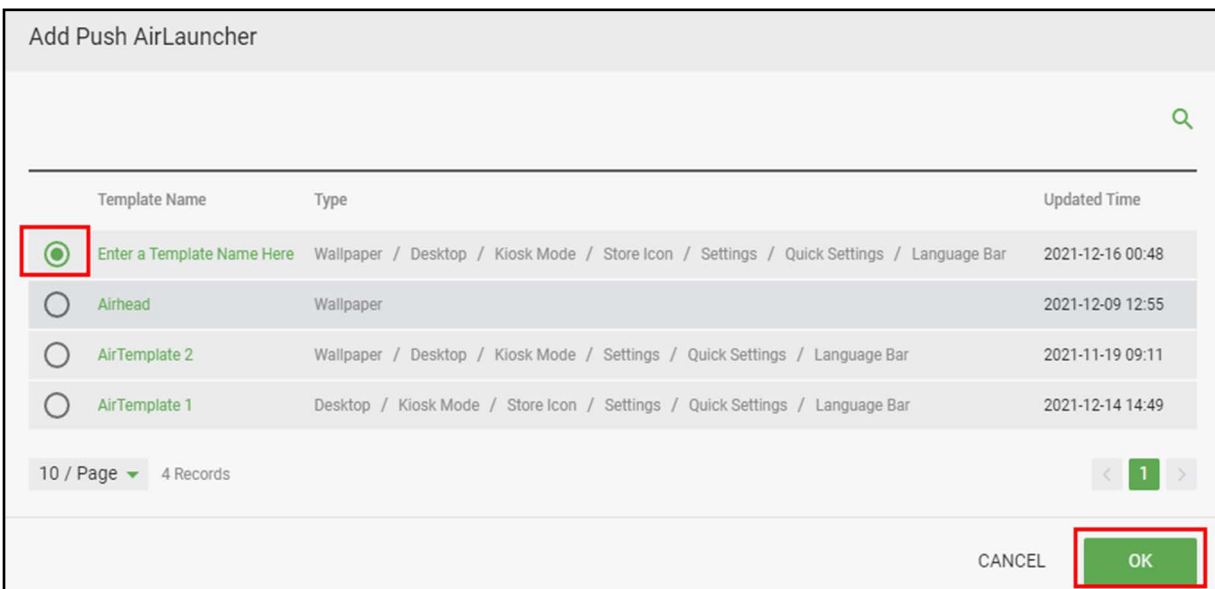 Add Push AirLauncher
Template Name Type Updated Time
Enter a Template Name Here Wallpaper / Desktop / Kiosk Mode / Store Icon / Settings / Quick Settings / Language Bar 2021-12-16 00:48
Airhead Wallpaper 2021-12-09 12:55
AirTemplate 2 Wallpaper / Desktop / Kiosk Mode / Settings / Quick Settings / Language Bar 2021-11-19 09:11
AirTemplate 1 Desktop / Kiosk Mode / Store Icon / Settings / Quick Settings / Language Bar 2021-12-14 14:49
10 / Page 4 Records < 1 >
CANCEL OK